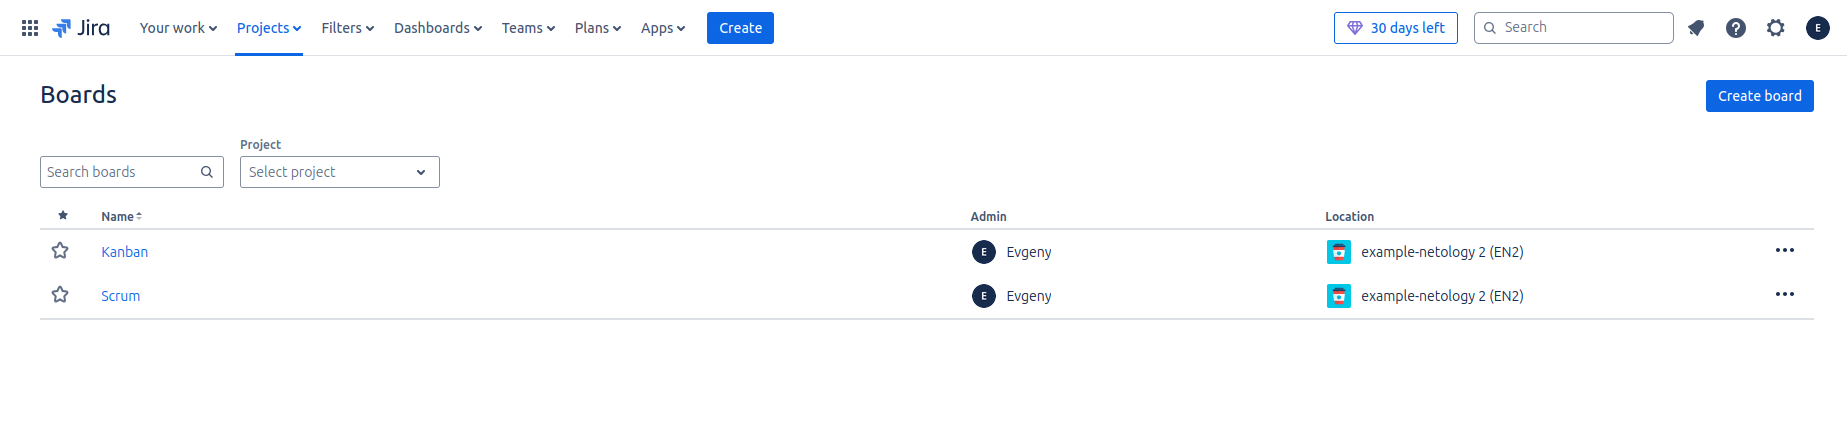 Jira Your work Projects Filters Dashboards Teams Plans Apps Create 30 days left Search E
Boards Create board
Project
Search boards Select project
Name Admin Location
Kanban E Evgeny example-netology 2 (EN2)
Scrum E Evgeny example-netology 2 (EN2)